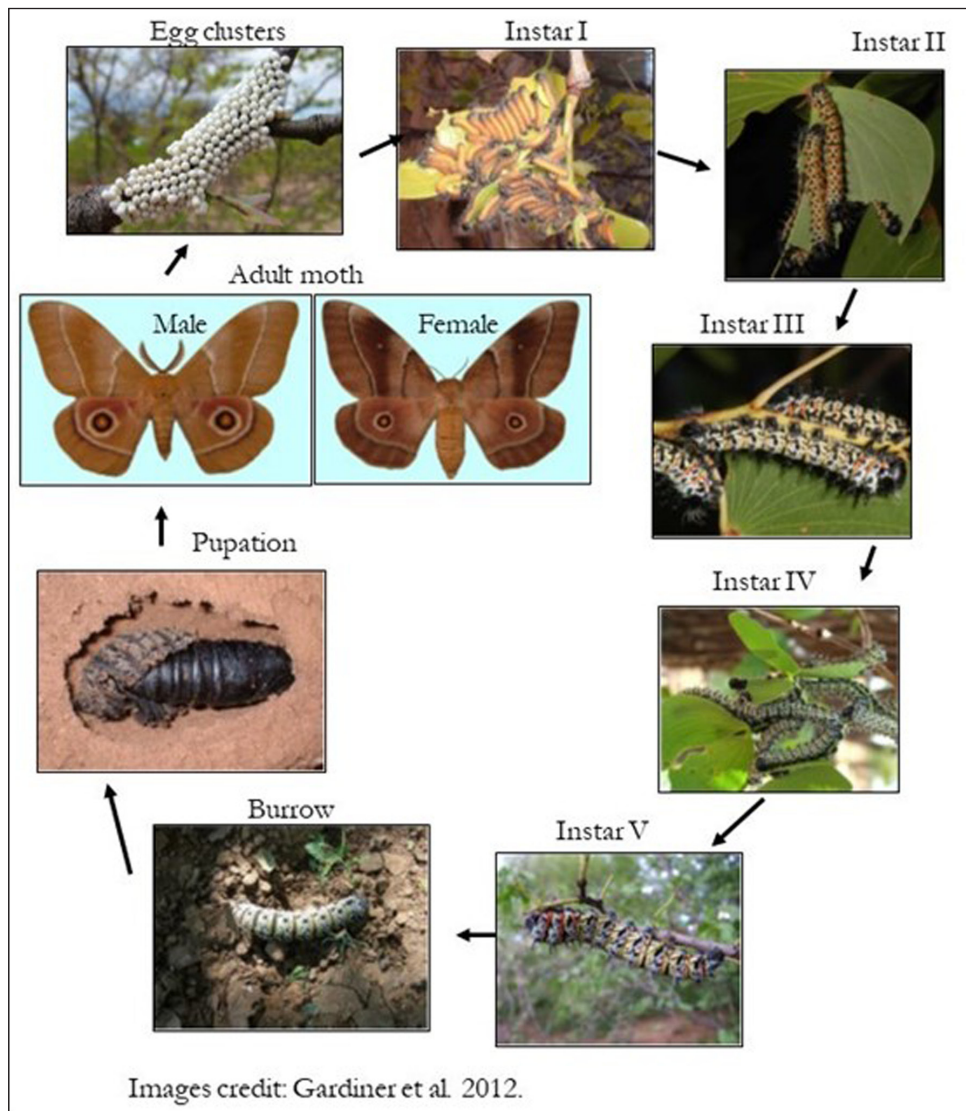 Egg clusters
Instar I
Instar II
Adult moth
Male
Female
Instar III
Pupation
Instar IV
Burrow
Instar V
Images credit: Gardiner et al. 2012.